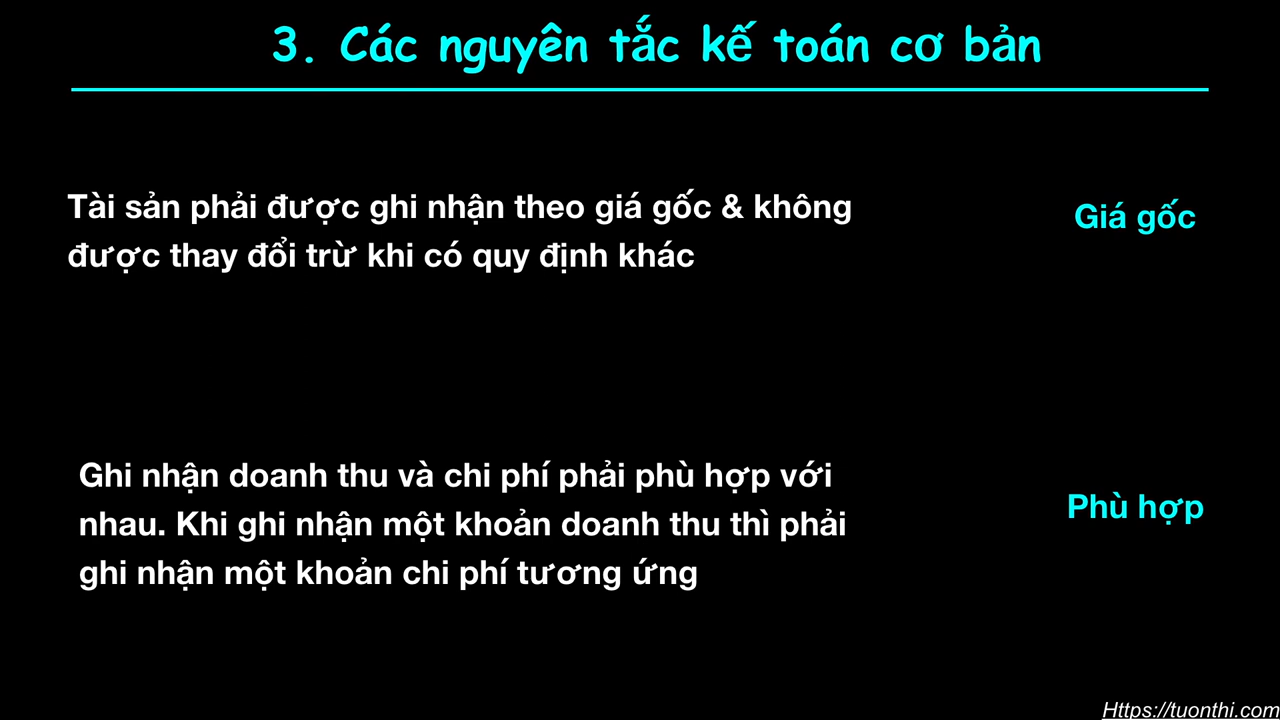 3. Các nguyên tắc kế toán cơ bản
Tài sản phải được ghi nhận theo giá gốc & không
được thay đổi trừ khi có quy định khác
Giá gốc
Ghi nhận doanh thu và chi phí phải phù hợp với
nhau. Khi ghi nhận một khoản doanh thu thì phải
ghi nhận một khoản chi phí tương ứng
Phù hợp
Https://tuonthi.com